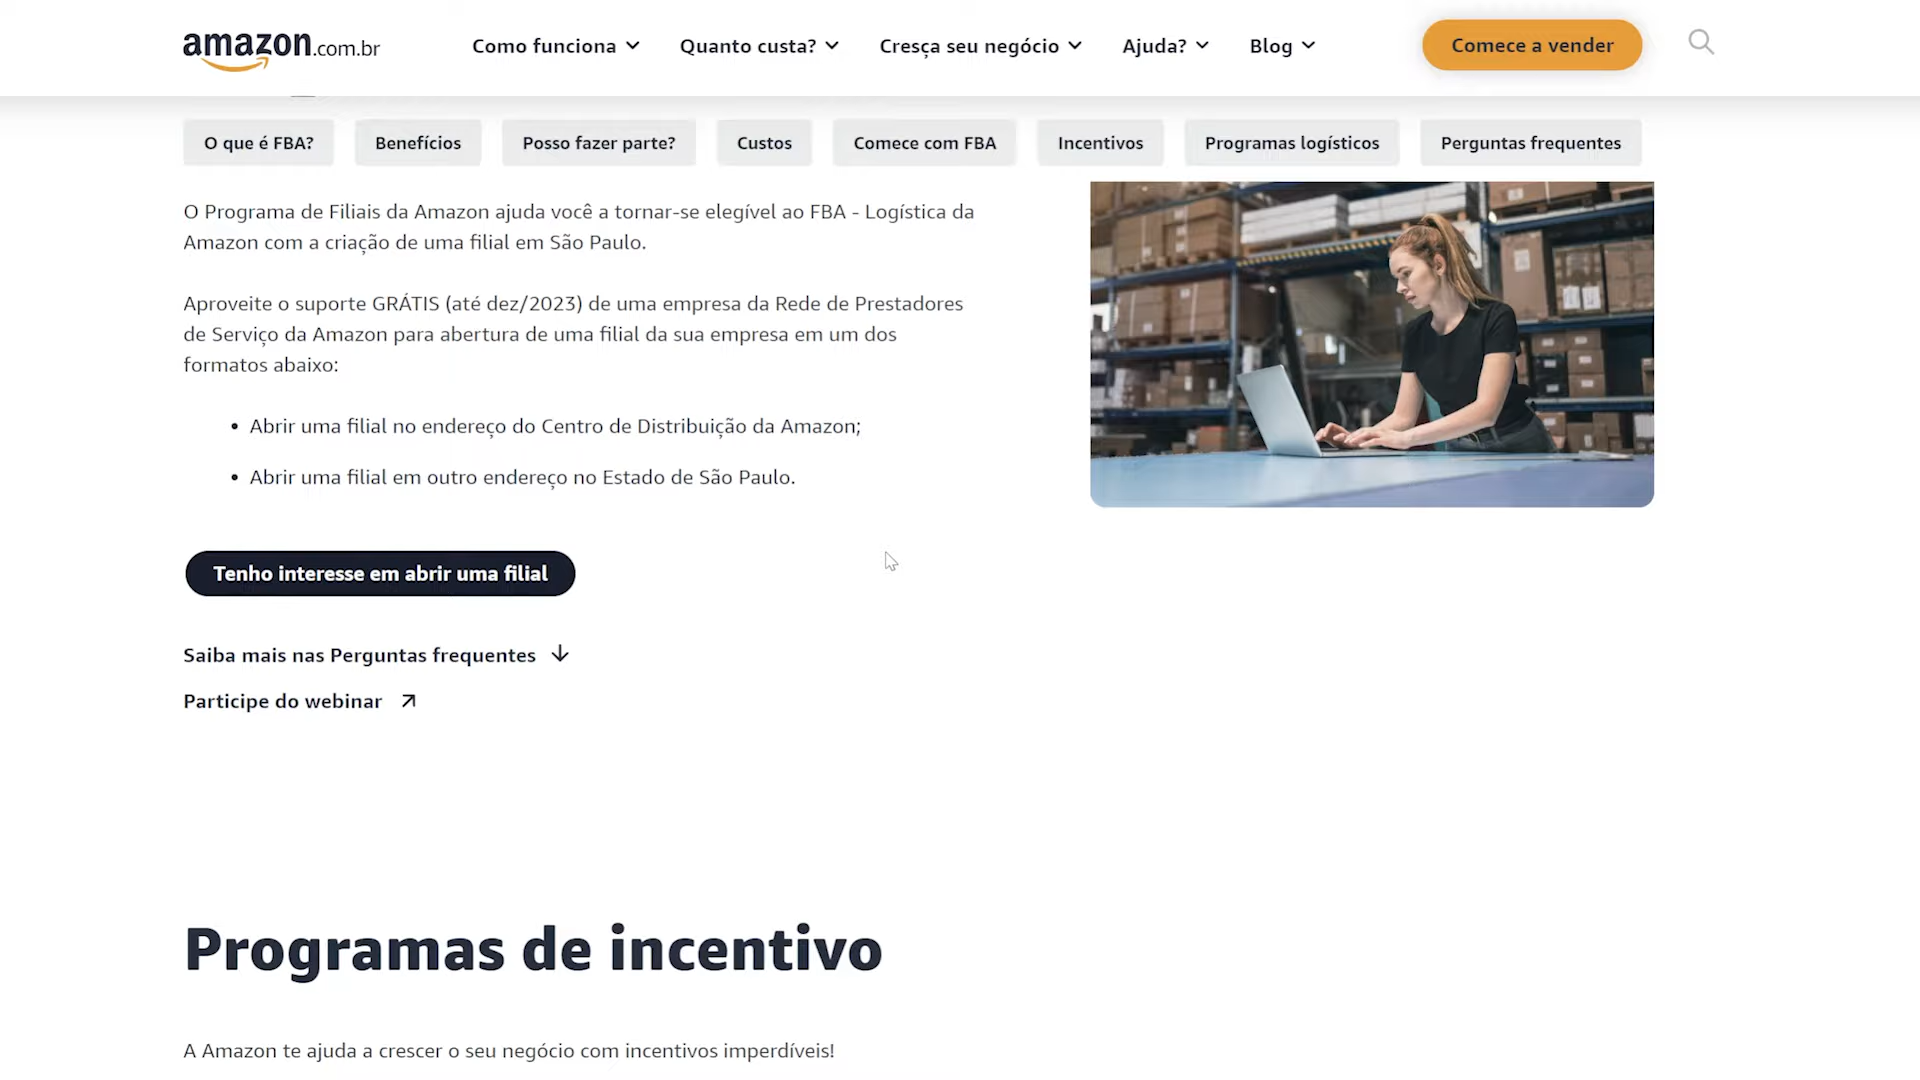 amazon.com.br
Como funciona
Quanto custa?
Cresça seu negócio
Ajuda?
Blog
Comece a vender
O que é FBA?
Benefícios
Posso fazer parte?
Custos
Comece com FBA
Incentivos
Programas logísticos
Perguntas frequentes
O Programa de Filiais da Amazon ajuda você a tornar-se elegível ao FBA - Logística da
Amazon com a criação de uma filial em São Paulo.
Aproveite o suporte GRÁTIS (até dez/2023) de uma empresa da Rede de Prestadores
de Serviço da Amazon para abertura de uma filial da sua empresa em um dos
formatos abaixo:
• Abrir uma filial no endereço do Centro de Distribuição da Amazon;
• Abrir uma filial em outro endereço no Estado de São Paulo.
Tenho interesse em abrir uma filial
Saiba mais nas Perguntas frequentes
Participe do webinar
Programas de incentivo
A Amazon te ajuda a crescer o seu negócio com incentivos imperdíveis!